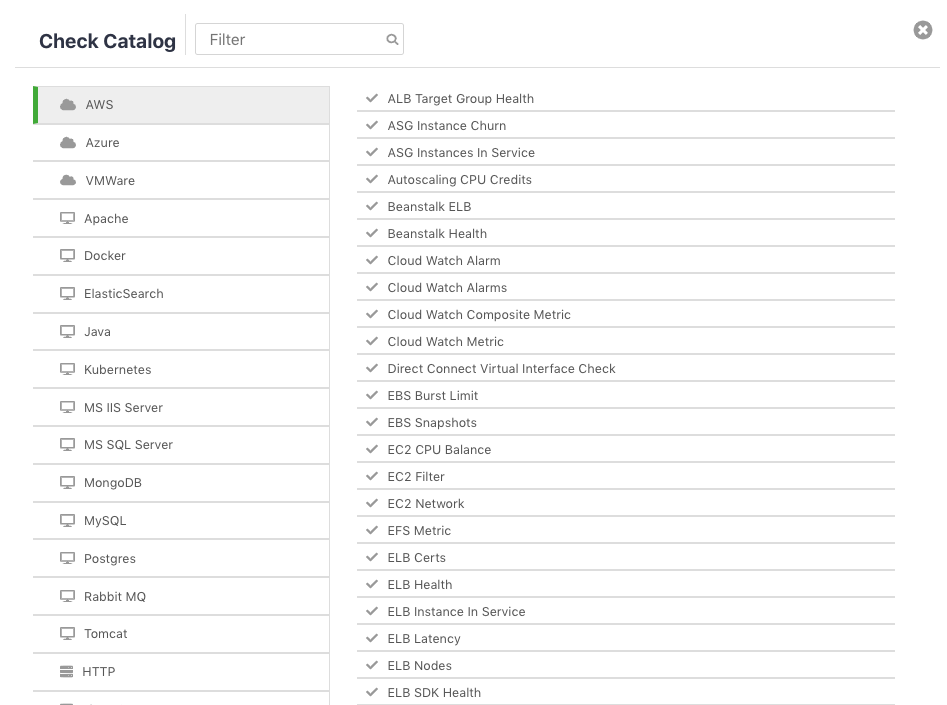 Check Catalog
Filter
AWS
Azure
VMWare
Apache
Docker
ElasticSearch
Java
Kubernetes
MS IIS Server
MS SQL Server
MongoDB
MySQL
Postgres
Rabbit MQ
Tomcat
HTTP
ALB Target Group Health
ASG Instance Churn
ASG Instances In Service
Autoscaling CPU Credits
Beanstalk ELB
Beanstalk Health
Cloud Watch Alarm
Cloud Watch Alarms
Cloud Watch Composite Metric
Cloud Watch Metric
Direct Connect Virtual Interface Check
EBS Burst Limit
EBS Snapshots
EC2 CPU Balance
EC2 Filter
EC2 Network
EFS Metric
ELB Certs
ELB Health
ELB Instance In Service
ELB Latency
ELB Nodes
ELB SDK Health